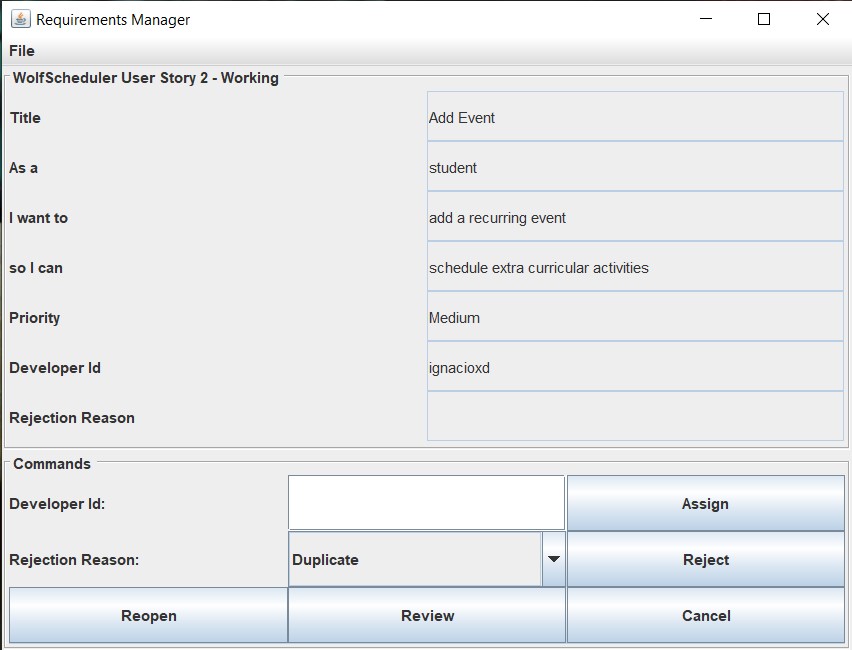 Requirements Manager
File
WolfScheduler User Story 2 - Working
Title Add Event
As a student
I want to add a recurring event
so I can schedule extra curricular activities
Priority Medium
Developer Id ignacioxd
Rejection Reason
Commands
Developer Id: Assign
Rejection Reason: Duplicate Reject
Reopen Review Cancel